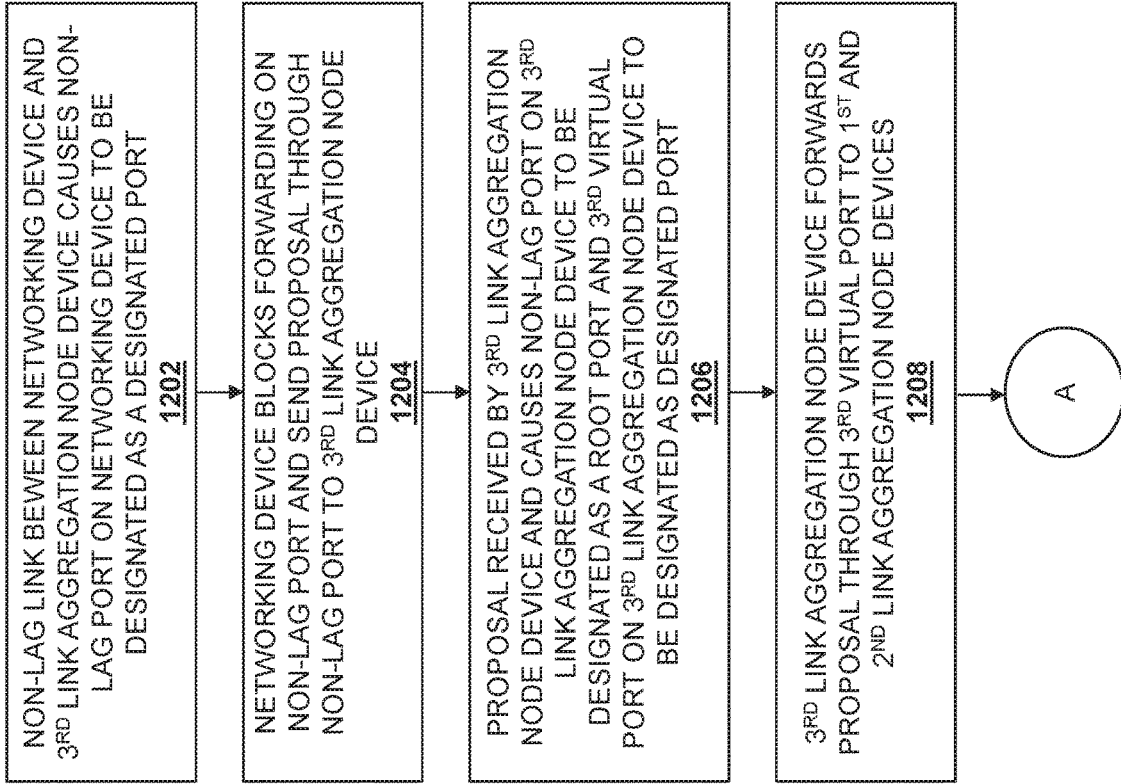 NON-LAG LINK BEWEEN NETWORKING DEVICE AND
3RD LINK AGGREGATION NODE DEVICE CAUSES NON-
LAG PORT ON NETWORKING DEVICE TO BE
DESIGNATED AS A DESIGNATED PORT
1202
NETWORKING DEVICE BLOCKS FORWARDING ON
NON-LAG PORT AND SEND PROPOSAL THROUGH
NON-LAG PORT TO 3RD LINK AGGREGATION NODE
DEVICE
1204
PROPOSAL RECEIVED BY 3RD LINK AGGREGATION
NODE DEVICE AND CAUSES NON-LAG PORT ON 3RD
LINK AGGREGATION NODE DEVICE TO BE
DESIGNATED AS A ROOT PORT AND 3RD VIRTUAL
PORT ON 3RD LINK AGGREGATION NODE DEVICE TO
BE DESIGNATED AS DESIGNATED PORT
1206
3RD LINK AGGREGATION NODE DEVICE FORWARDS
PROPOSAL THROUGH 3RD VIRTUAL PORT TO 1ST AND
2ND LINK AGGREGATION NODE DEVICES
1208
A